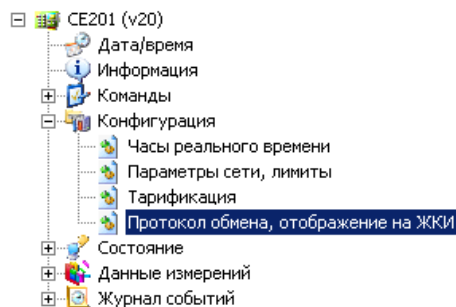 CE201 (v20)
Дата/время
Информация
Команды
Конфигурация
Часы реального времени
Параметры сети, лимиты
Тарификация
Протокол обмена, отображение на ЖКИ
Состояние
Данные измерений
Журнал событий